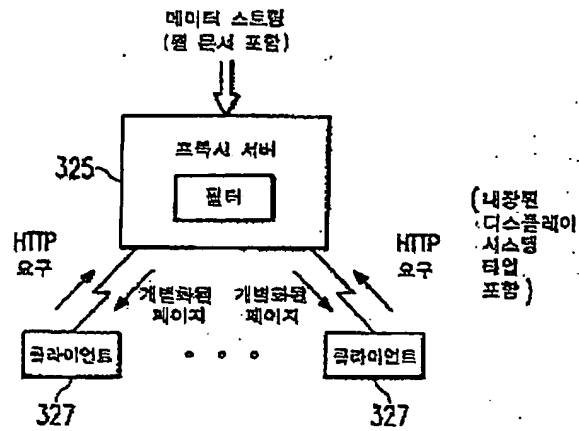 데이터 스트림
(웹 문서 포함)
프록시 서버
325
필터
HTTP
요구
HTTP
요구
(내장된
디스플레이
시스템
타입
포함)
개별화된
페이지
개별화된
페이지
클라이언트
• • •
클라이언트
327
327